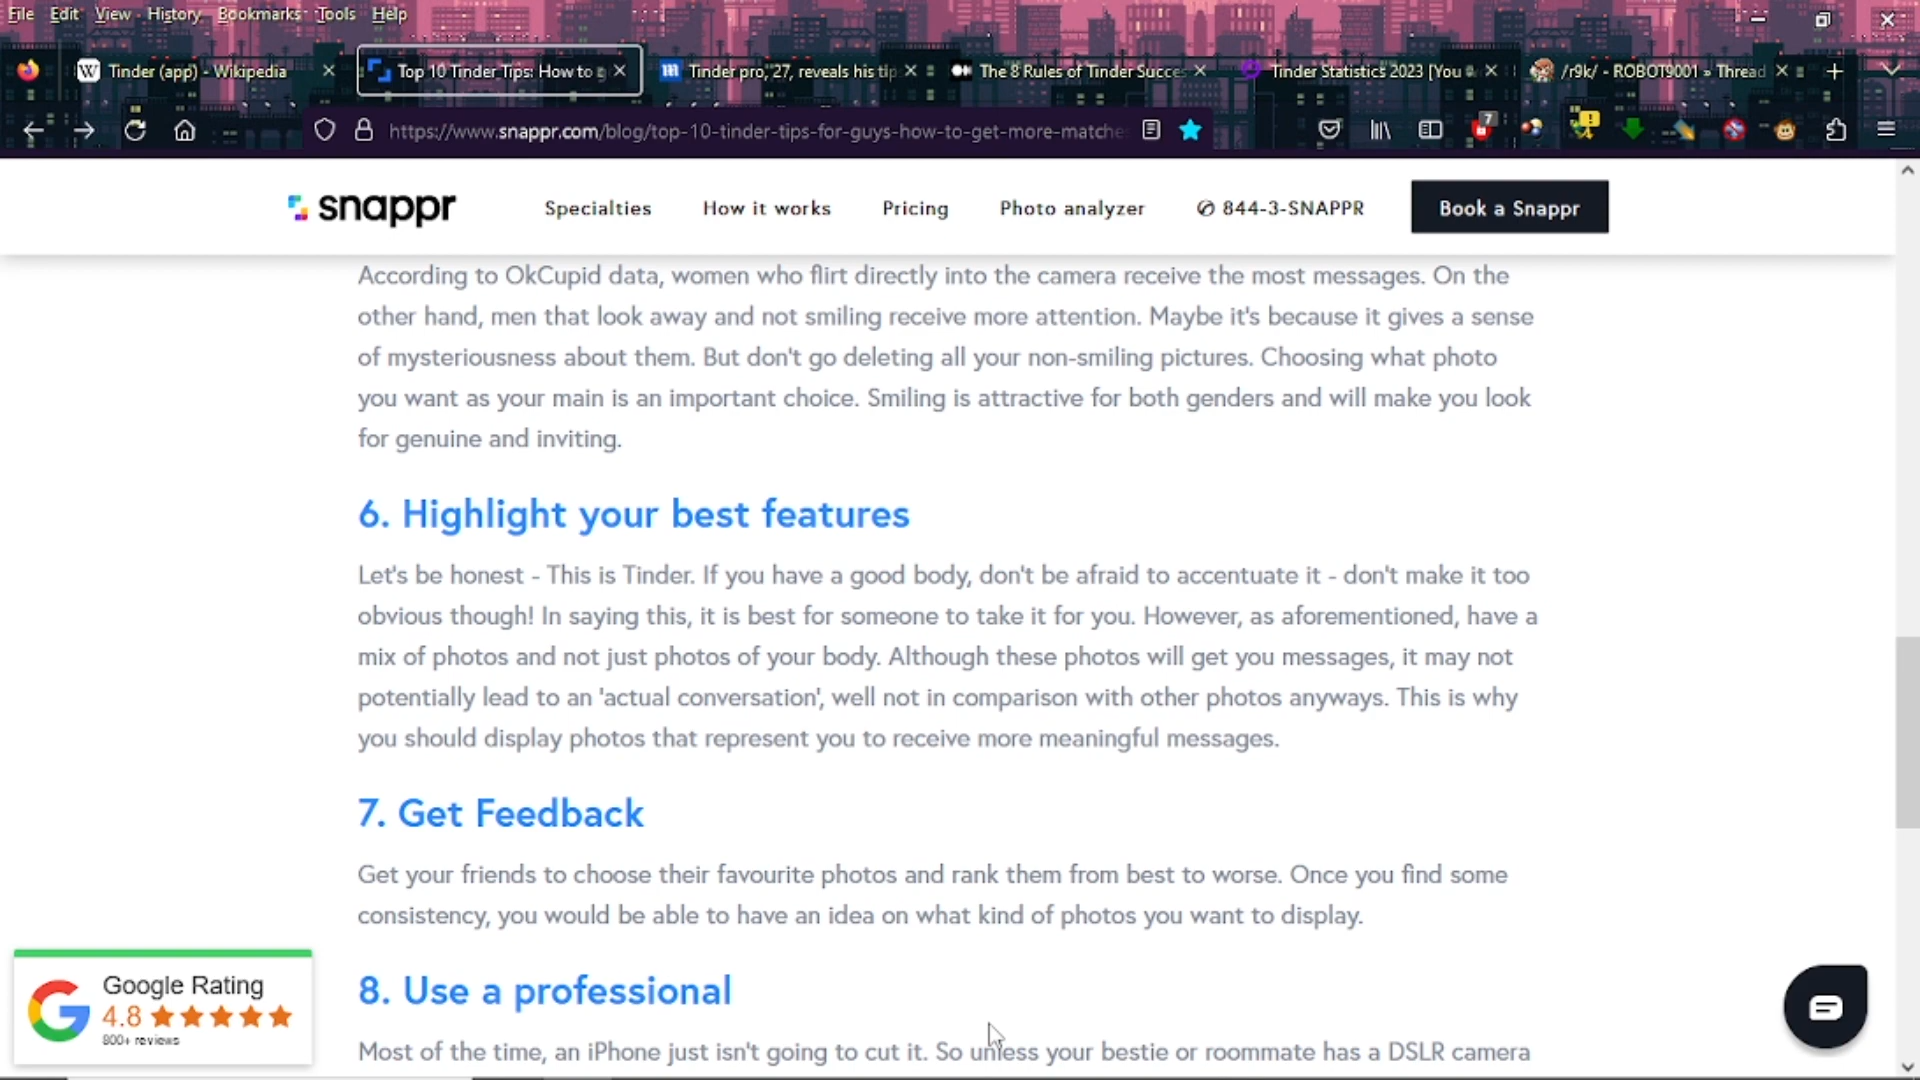 File Edit View History Bookmarks Tools Help
Tinder (app) - Wikipedia
Top 10 Tinder Tips: How to g
Tinder pro, 27, reveals his tip
The 8 Rules of Tinder Succes
Tinder Statistics 2023 [You
/r9k/ - ROBOT9001 » Thread
https://www.snappr.com/blog/top-10-tinder-tips-for-guys-how-to-get-more-matche
7
snappr
Specialties
How it works
Pricing
Photo analyzer
844-3-SNAPPR
Book a Snappr
According to OkCupid data, women who flirt directly into the camera receive the most messages. On the
other hand, men that look away and not smiling receive more attention. Maybe it's because it gives a sense
of mysteriousness about them. But don't go deleting all your non-smiling pictures. Choosing what photo
you want as your main is an important choice. Smiling is attractive for both genders and will make you look
for genuine and inviting.
6. Highlight your best features
Let's be honest - This is Tinder. If you have a good body, don't be afraid to accentuate it - don't make it too
obvious though! In saying this, it is best for someone to take it for you. However, as aforementioned, have a
mix of photos and not just photos of your body. Although these photos will get you messages, it may not
potentially lead to an 'actual conversation', well not in comparison with other photos anyways. This is why
you should display photos that represent you to receive more meaningful messages.
7. Get Feedback
Get your friends to choose their favourite photos and rank them from best to worse. Once you find some
consistency, you would be able to have an idea on what kind of photos you want to display.
8. Use a professional
Most of the time, an iPhone just isn't going to cut it. So unless your bestie or roommate has a DSLR camera
Google Rating
4.8
800+ reviews